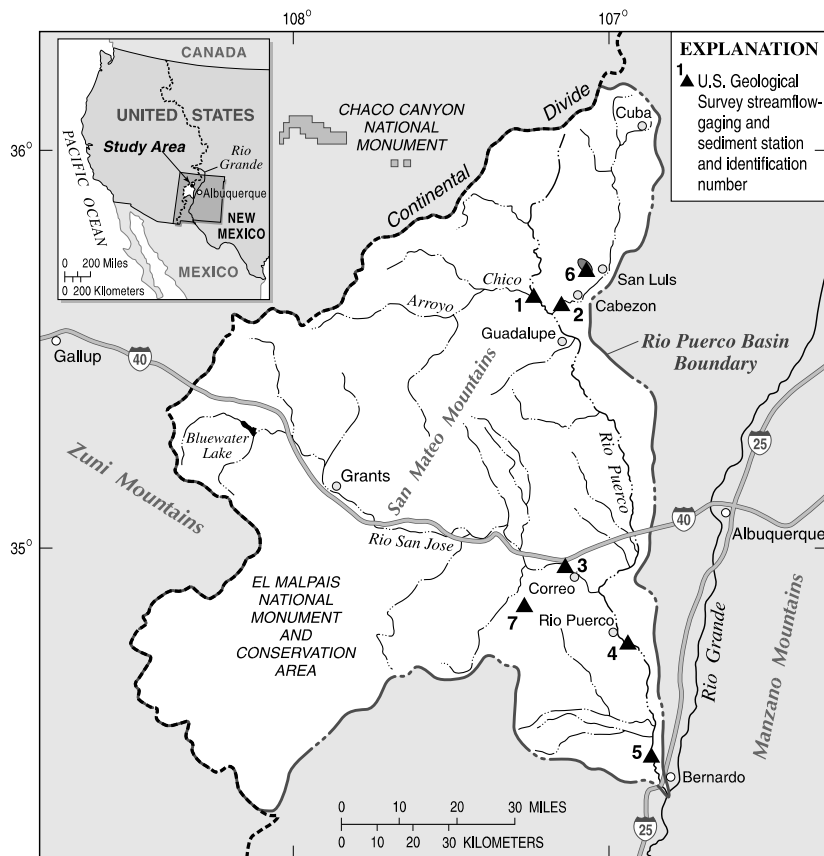 108°
107°
CANADA
UNITED STATES
Study Area
Rio
Grande
Albuquerque
NEW
MEXICO
PACIFIC OCEAN
0 200 Miles
0 200 Kilometers
MEXICO
EXPLANATION
1
U.S. Geological
Survey streamflow-
gaging and
sediment station
and identification
number
CHACO CANYON
NATIONAL
MONUMENT
Continental Divide
Cuba
36°
6
San Luis
Chico
1
2
Cabezon
Arroyo
Guadalupe
Rio Puerco Basin
Boundary
Gallup
40
San Mateo Mountains
25
Bluewater
Lake
Rio Puerco
Zuni Mountains
Grants
40
Albuquerque
35°
Rio San Jose
3
Correo
EL MALPAIS
NATIONAL
MONUMENT
AND
CONSERVATION
AREA
7
Rio Puerco
4
Rio Grande
Manzano Mountains
5
Bernardo
0 10 20 30 MILES
0 10 20 30 KILOMETERS
25